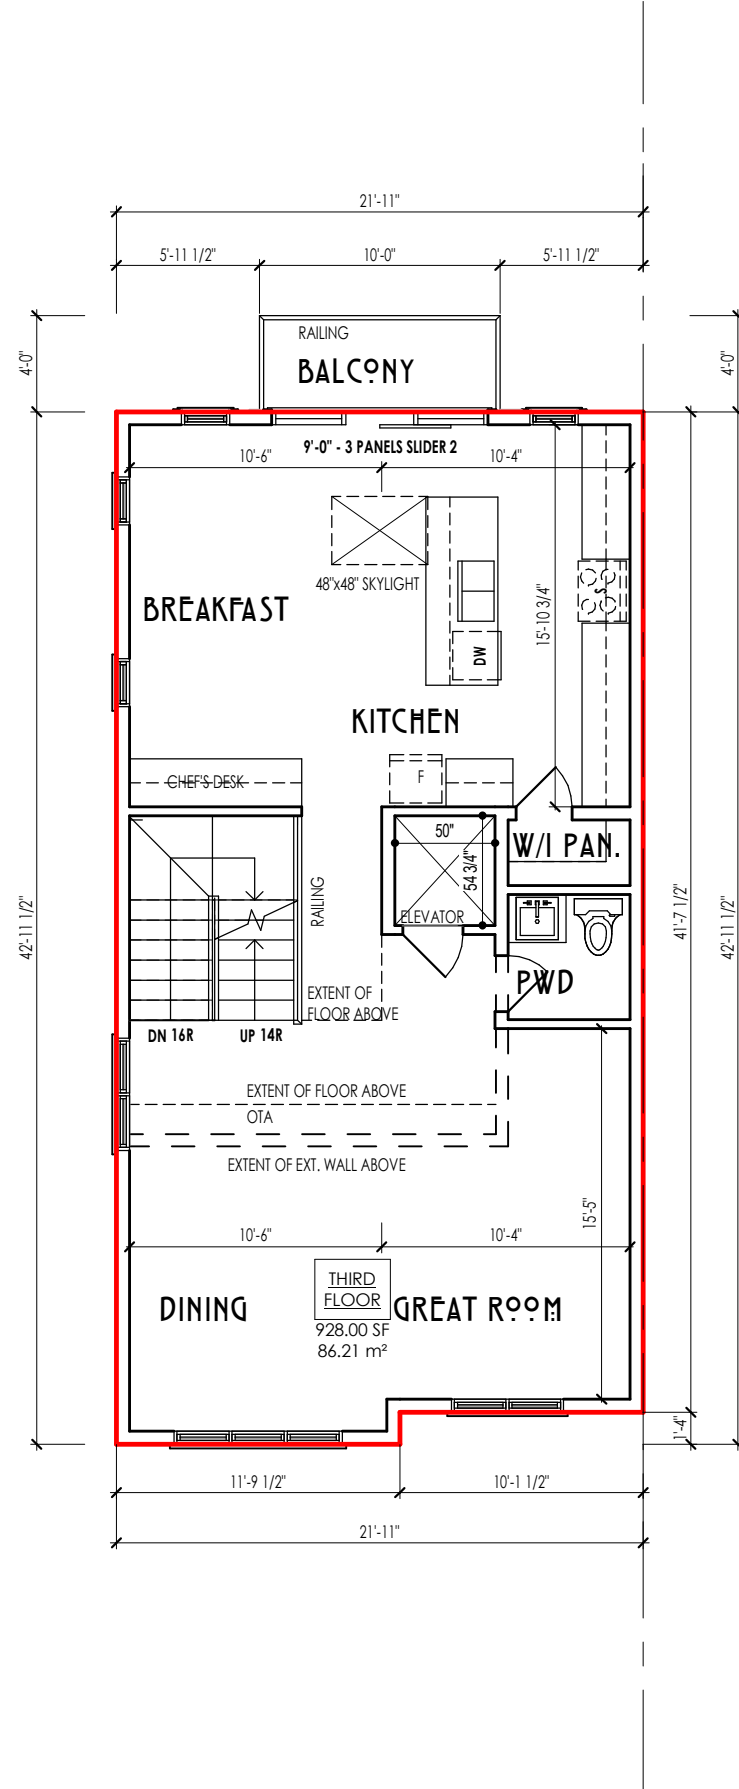 21'-11"
5'-11 1/2"
10'-0"
5'-11 1/2"
4'-0"
4'-0"
RAILING
BALCONY
9'-0" - 3 PANELS SLIDER 2
10'-6"
10'-4"
48"x48" SKYLIGHT
15'-10 3/4"
S
BREAKFAST
DW
KITCHEN
CHEF'S DESK
F
50"
54 3/4"
W/I PAN.
RAILING
ELEVATOR
42'-11 1/2"
41'-7 1/2"
42'-11 1/2"
PWD
EXTENT OF
FLOOR ABOVE
DN 16R
UP 14R
EXTENT OF FLOOR ABOVE
OTA
EXTENT OF EXT. WALL ABOVE
15'-5"
10'-6"
10'-4"
THIRD
FLOOR
DINING
GREAT ROOM
928.00 SF
86.21 m²
1'-4"
11'-9 1/2"
10'-1 1/2"
21'-11"